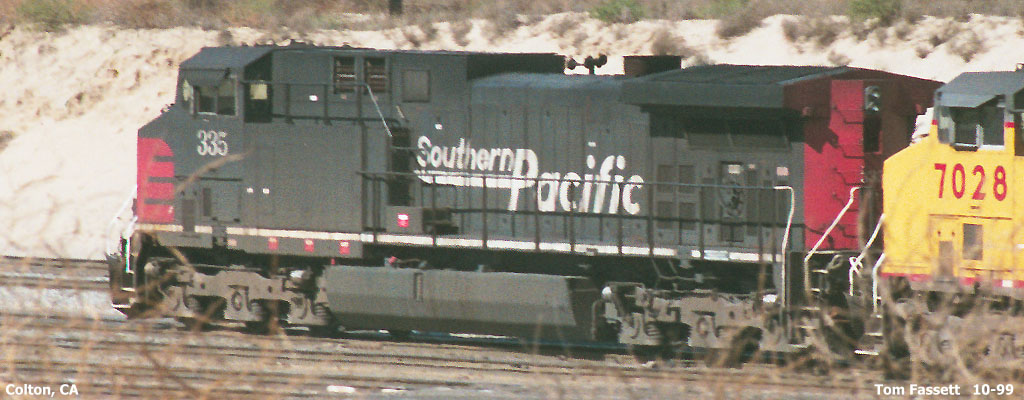 335
Southern Pacific
7028
Colton, CA
Tom Fassett 10-99